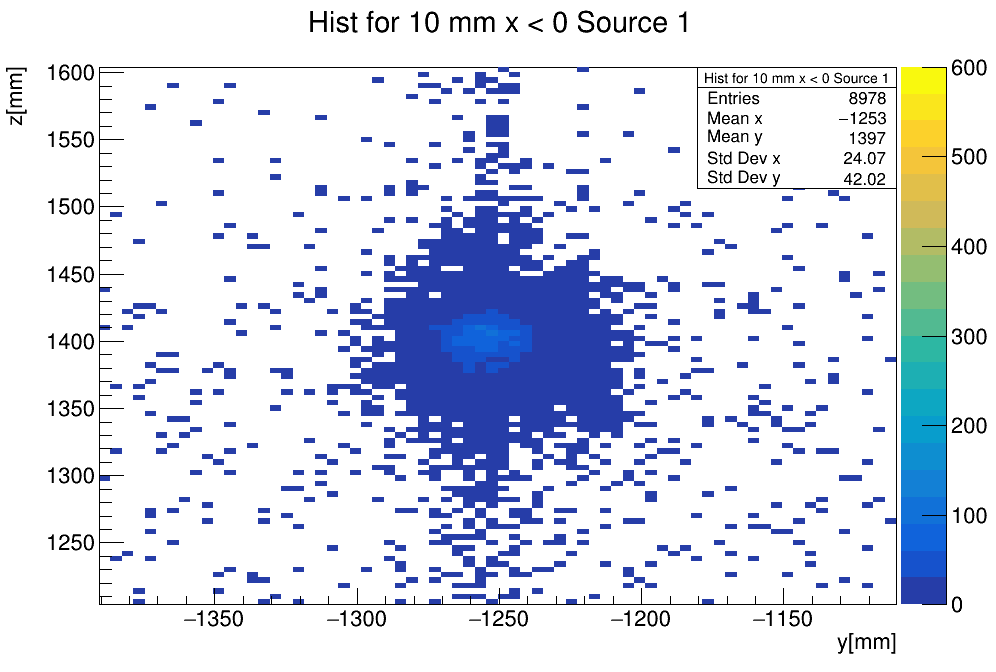 Hist for 10 mm x < 0 Source 1
z[mm]
1600
1550
1500
1450
1400
1350
1300
1250
−1350
−1300
−1250
−1200
−1150
y[mm]
Hist for 10 mm x < 0 Source 1
Entries 8978
Mean x −1253
Mean y 1397
Std Dev x 24.07
Std Dev y 42.02
600
500
400
300
200
100
0